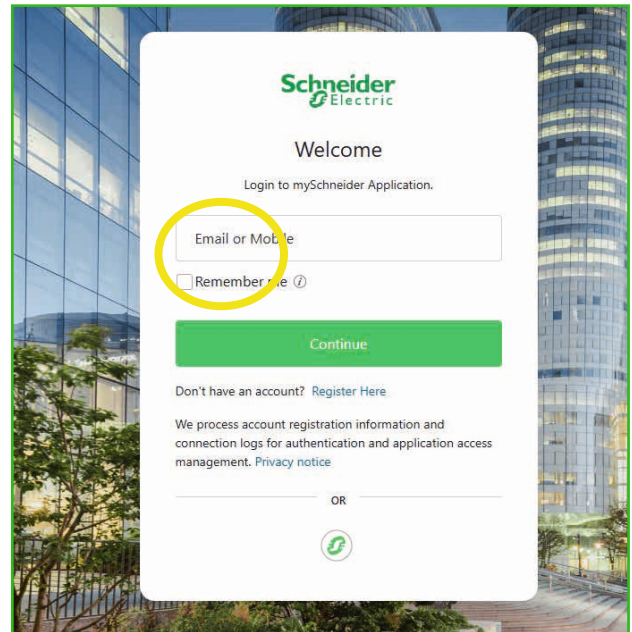 Schneider
Electric
Welcome
Login to mySchneider Application.
Email or Mobile
Remember me
Continue
Don't have an account? Register Here
We process account registration information and
connection logs for authentication and application access
management. Privacy notice
OR